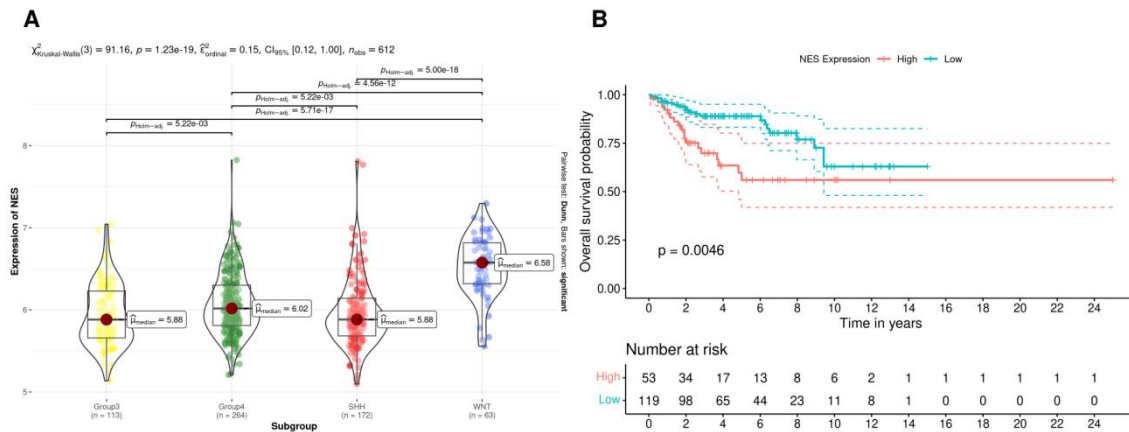 A
χ²Kruskal-Wallis(3) = 91.16, p = 1.23e-19, ε̂²ordinal = 0.15, CI95% [0.12, 1.00], nobs = 612
pHolm-adj. = 5.00e-18
pHolm-adj. = 4.56e-12
pHolm-adj. = 5.22e-03
pHolm-adj. = 5.71e-17
pHolm-adj. = 5.22e-03
Expression of NES
8
7
6
5
μ̂median = 5.88
μ̂median = 6.02
μ̂median = 5.88
μ̂median = 6.58
Pairwise test: Dunn, Bars shown: significant
Group3 Group4 SHH WNT
(n = 113) (n = 264) (n = 172) (n = 63)
Subgroup
B
NES Expression High Low
Overall survival probability
1.00
0.75
0.50
0.25
0.00
p = 0.0046
0 2 4 6 8 10 12 14 16 18 20 22 24
Time in years
Number at risk
High 53 34 17 13 8 6 2 1 1 1 1 1 1
Low 119 98 65 44 23 11 8 1 0 0 0 0 0
0 2 4 6 8 10 12 14 16 18 20 22 24